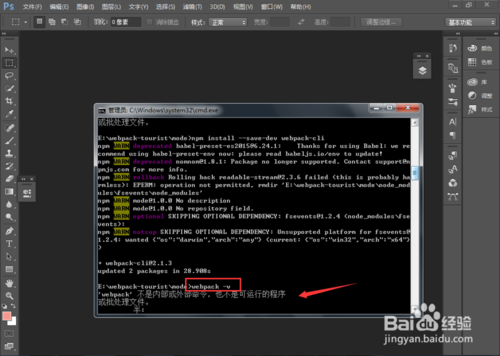 Ps 文件(F) 编辑(E) 图像(I) 图层(L) 文字(Y) 选择(S) 滤镜(T) 3D(D) 视图(V) 窗口(W) 帮助(H)
羽化: 0 像素 消除锯齿 样式: 正常 宽度: 高度: 调整边缘... 基本功能
管理员: C:\Windows\system32\cmd.exe
或批处理文件。
E:\webpack-tourist\mode>npm install --save-dev webpack-cli
npm WARN deprecated babel-preset-es2015@6.24.1: Thanks for using Babel! we re
commend using babel-preset-env now: please read babeljs.io/env to update!
npm WARN deprecated nomnom@1.8.1: Package no longer supported. Contact support@n
pmjs.com for more info.
npm WARN rollback Rolling back readable-stream@2.3.6 failed (this is probably ha
rmless): EPERM: operation not permitted, rmdir 'E:\webpack-tourist\mode\node_mod
ules\fsevents\node_modules'
npm WARN mode@1.0.0 No description
npm WARN mode@1.0.0 No repository field.
npm WARN optional SKIPPING OPTIONAL DEPENDENCY: fsevents@1.2.4 (node_modules\fse
vents):
npm WARN notsup SKIPPING OPTIONAL DEPENDENCY: Unsupported platform for fsevents@
1.2.4: wanted {"os":"darwin","arch":"any"} (current: {"os":"win32","arch":"x64"}
)
+ webpack-cli@2.1.3
updated 2 packages in 28.908s
E:\webpack-tourist\mode>webpack -v
'webpack' 不是内部或外部命令，也不是可运行的程序
或批处理文件。
半:
Baidu 经验
jingyan.baidu.com